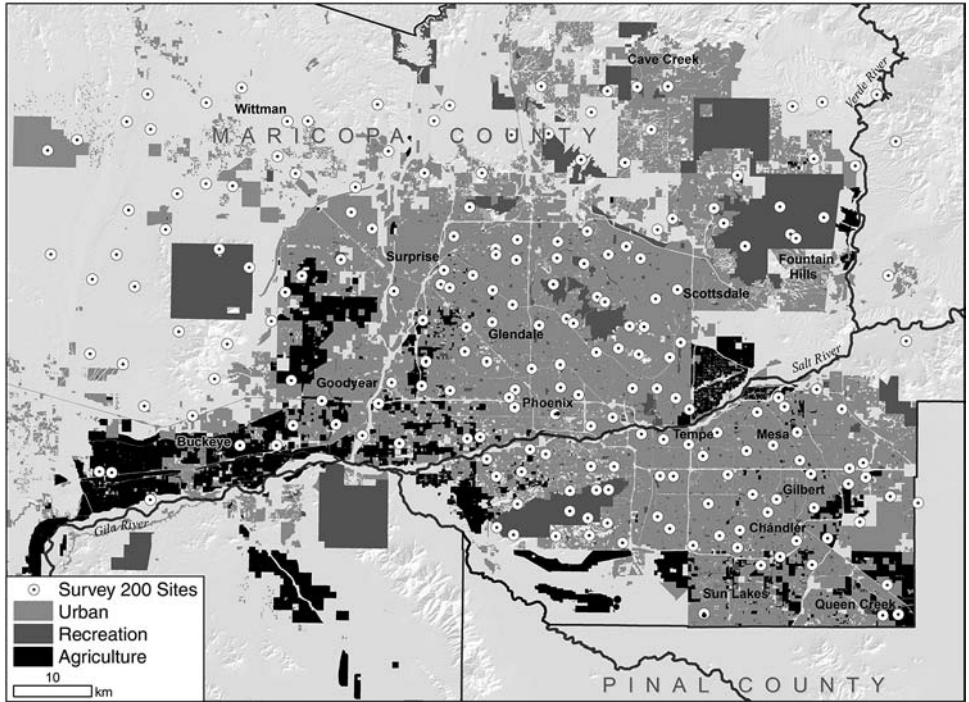 Cave Creek
Verde River
Wittman
MARICOPA COUNTY
Surprise
Fountain
Hills
Scottsdale
Glendale
Salt River
Goodyear
Phoenix
Buckeye
Tempe
Mesa
Gilbert
Gila River
Chandler
Survey 200 Sites
Urban
Recreation
Agriculture
10
km
Sun Lakes
Queen Creek
PINAL COUNTY